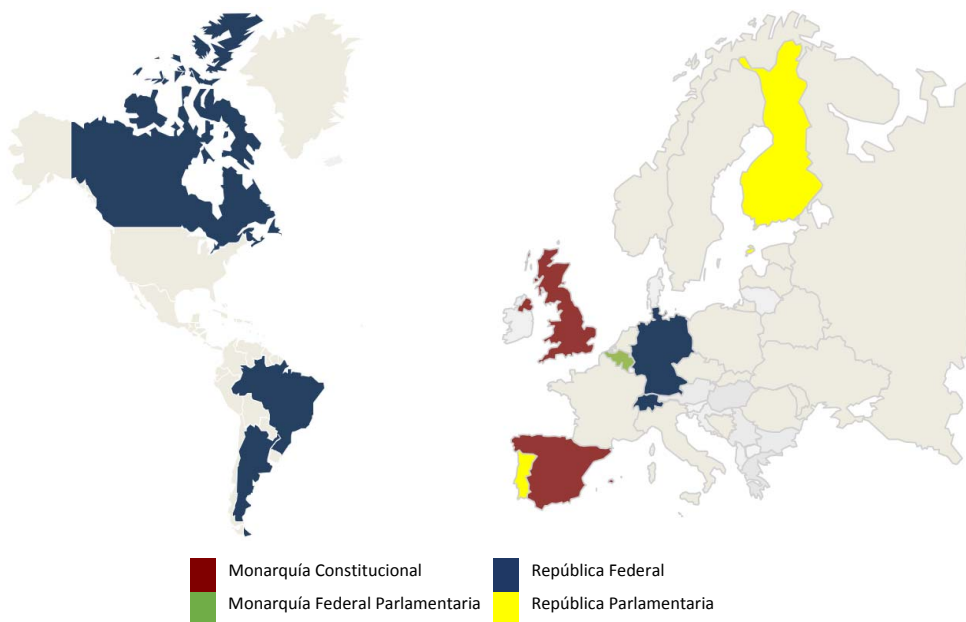 Monarquía Constitucional
República Federal
Monarquía Federal Parlamentaria
República Parlamentaria